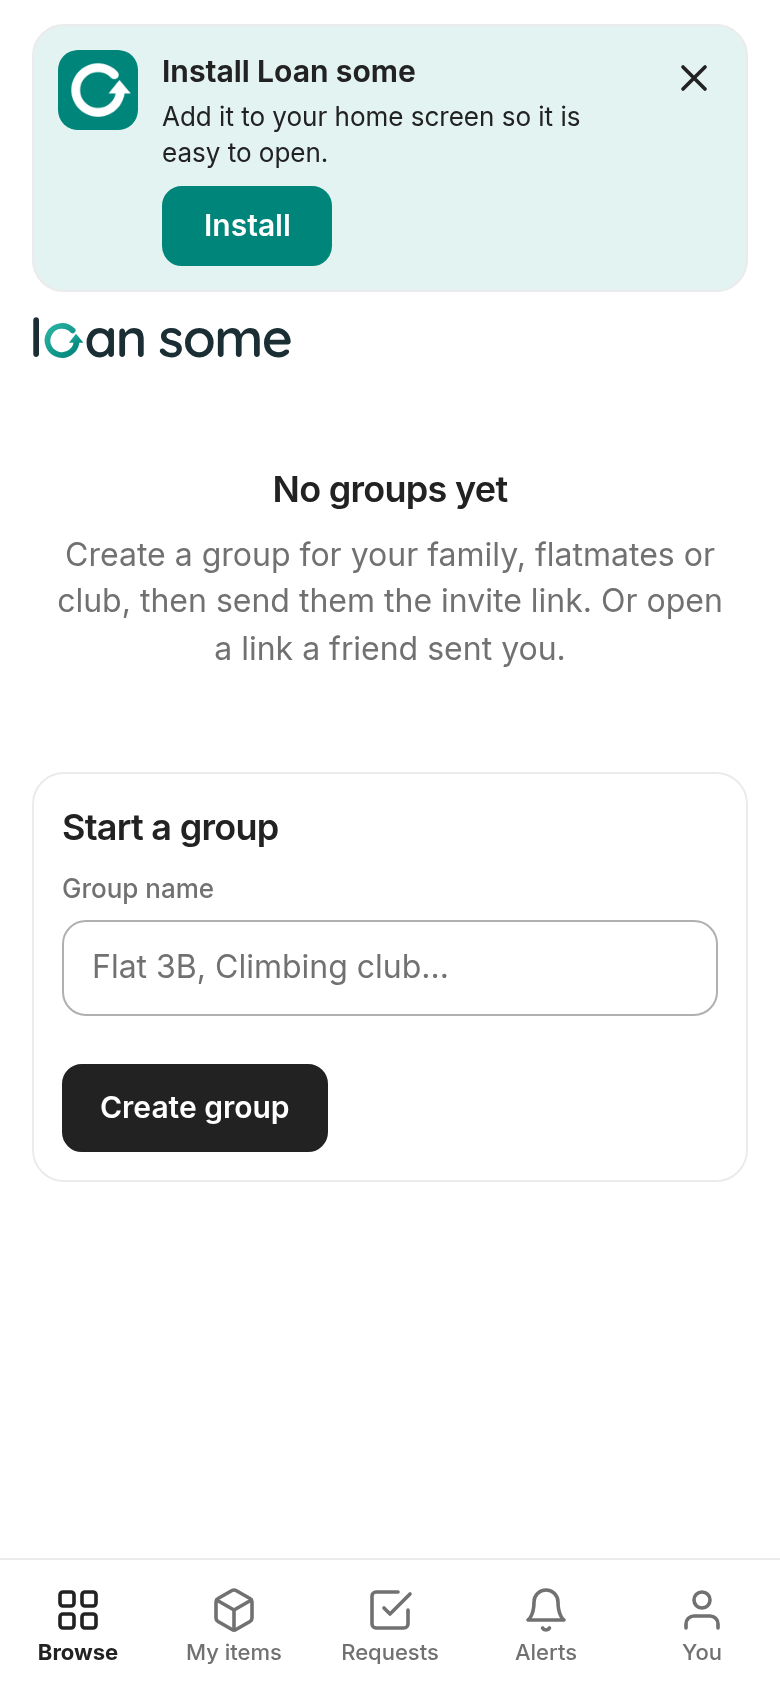 Install Loan some
Add it to your home screen so it is
easy to open.
Install
loan some
No groups yet
Create a group for your family, flatmates or
club, then send them the invite link. Or open
a link a friend sent you.
Start a group
Group name
Flat 3B, Climbing club...
Create group
Browse
My items
Requests
Alerts
You